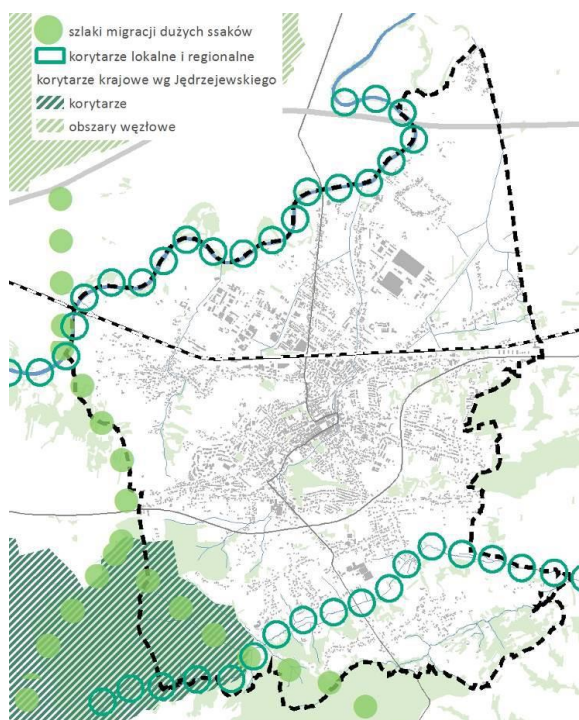 szlaki migracji dużych ssaków
korytarze lokalne i regionalne
korytarze krajowe wg Jędrzejewskiego
korytarze
obszary węzłowe